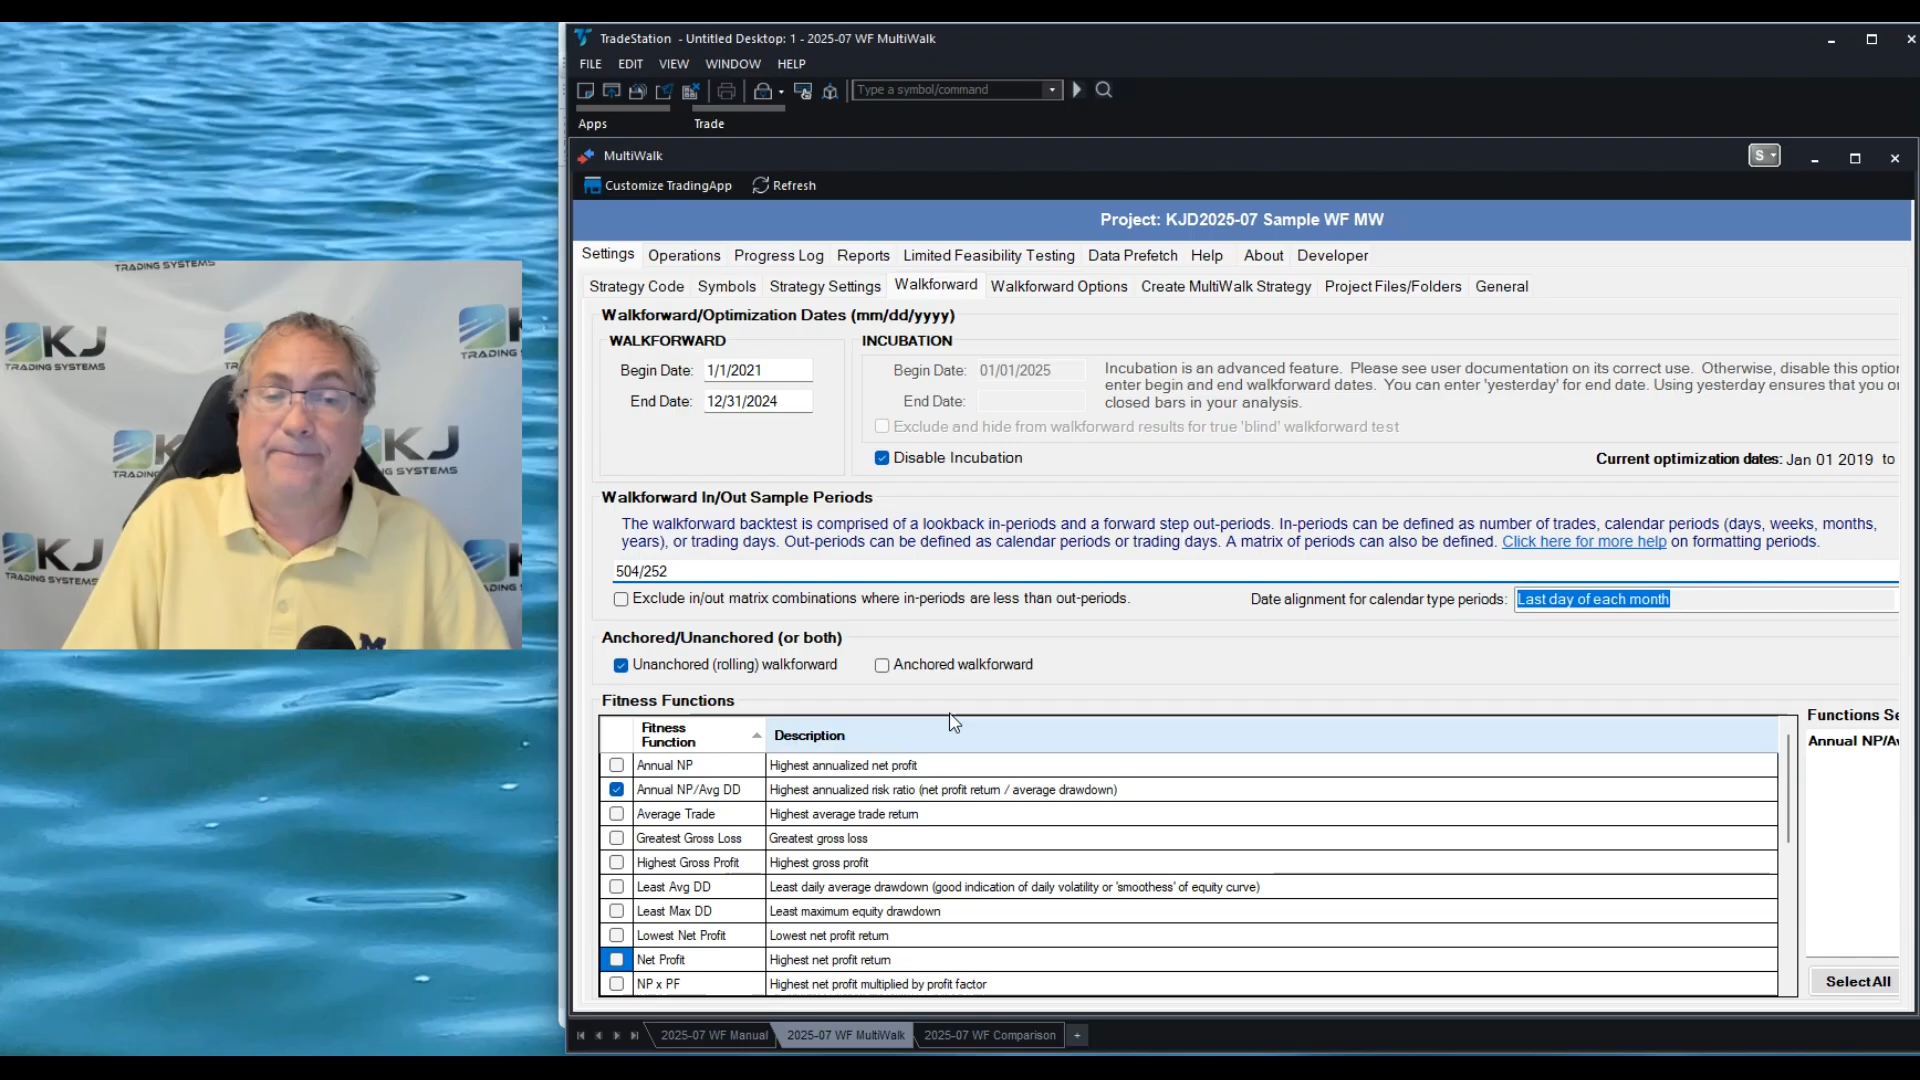 TradeStation - Untitled Desktop: 1 - 2025-07 WF MultiWalk
FILE EDIT VIEW WINDOW HELP
Type a symbol/command
Apps Trade
MultiWalk
S
Customize TradingApp Refresh
Project: KJD2025-07 Sample WF MW
Settings Operations Progress Log Reports Limited Feasibility Testing Data Prefetch Help About Developer
Strategy Code Symbols Strategy Settings Walkforward Walkforward Options Create MultiWalk Strategy Project Files/Folders General
Walkforward/Optimization Dates (mm/dd/yyyy)
WALKFORWARD
Begin Date: 1/1/2021
End Date: 12/31/2024
INCUBATION
Begin Date: 01/01/2025
End Date:
Incubation is an advanced feature. Please see user documentation on its correct use. Otherwise, disable this option
enter begin and end walkforward dates. You can enter 'yesterday' for end date. Using yesterday ensures that you or
closed bars in your analysis.
Exclude and hide from walkforward results for true 'blind' walkforward test
Disable Incubation
Current optimization dates: Jan 01 2019 to
Walkforward In/Out Sample Periods
The walkforward backtest is comprised of a lookback in-periods and a forward step out-periods. In-periods can be defined as number of trades, calendar periods (days, weeks, months,
years), or trading days. Out-periods can be defined as calendar periods or trading days. A matrix of periods can also be defined. Click here for more help on formatting periods.
504/252
Exclude in/out matrix combinations where in-periods are less than out-periods.
Date alignment for calendar type periods: Last day of each month
Anchored/Unanchored (or both)
Unanchored (rolling) walkforward Anchored walkforward
Fitness Functions
Fitness
Function
Description
Annual NP Highest annualized net profit
Annual NP/Avg DD Highest annualized risk ratio (net profit return / average drawdown)
Average Trade Highest average trade return
Greatest Gross Loss Greatest gross loss
Highest Gross Profit Highest gross profit
Least Avg DD Least daily average drawdown (good indication of daily volatility or 'smoothess' of equity curve)
Least Max DD Least maximum equity drawdown
Lowest Net Profit Lowest net profit return
Net Profit Highest net profit return
NP x PF Highest net profit multiplied by profit factor
Functions Se
Annual NP/Av
Select All
2025-07 WF Manual 2025-07 WF MultiWalk 2025-07 WF Comparison +
TRADING SYSTEMS
KJ
TRADING SYSTEMS
TRADING
KJ
SYSTEMS
KJ
TRADING SYSTEMS
M